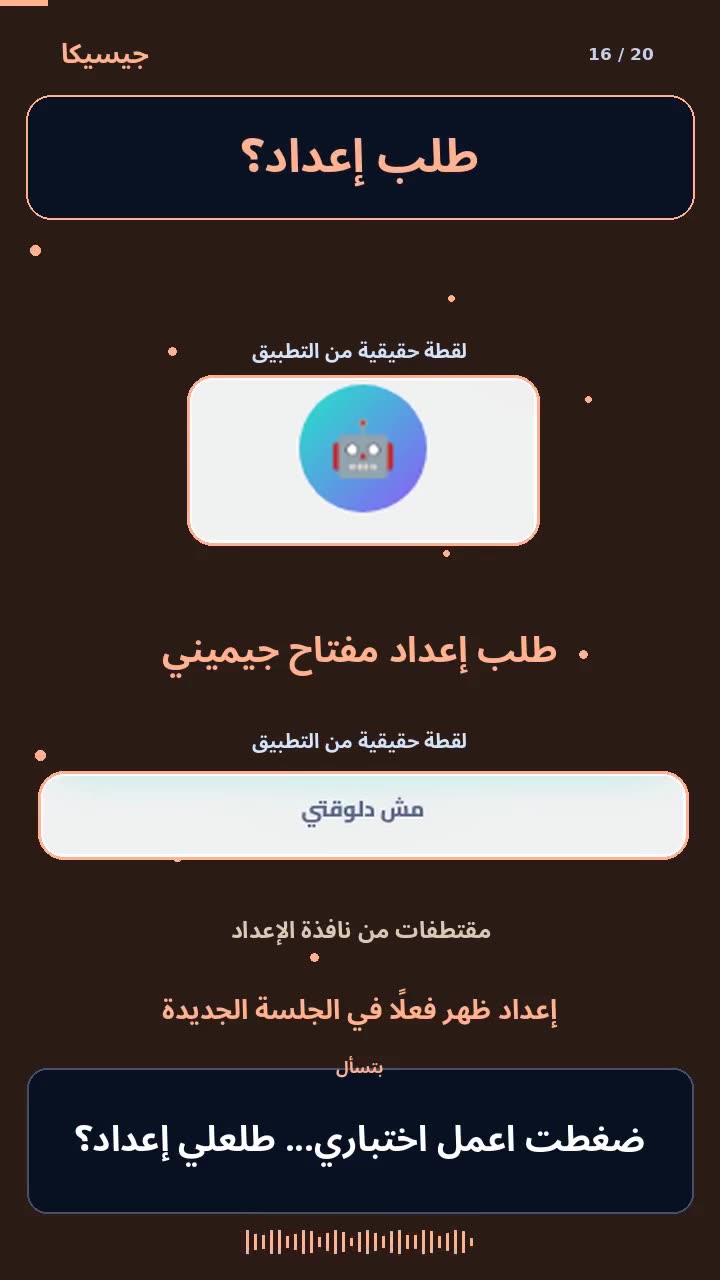 جيسيكا
16 / 20
طلب إعداد؟
لقطة حقيقية من التطبيق
طلب إعداد مفتاح جيميني
لقطة حقيقية من التطبيق
مش دلوقتي
مقتطفات من نافذة الإعداد
إعداد ظهر فعلًا في الجلسة الجديدة
بتسأل
ضغطت اعمل اختباري... طلعلي إعداد؟